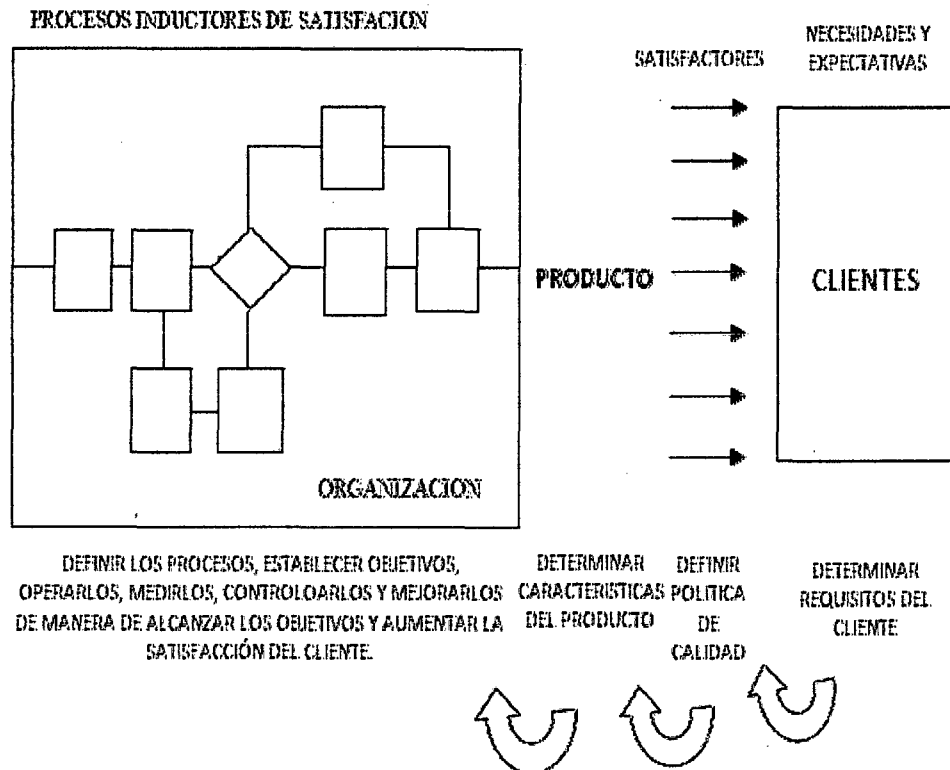 PROCESOS INDUCTORES DE SATISFACION
SATISFACTORES
NECESIDADES Y
EXPECTATIVAS
PRODUCTO
CLIENTES
ORGANIZACION
DEFINIR LOS PROCESOS, ESTABLECER OBJETIVOS,
OPERARLOS, MEDIRLOS, CONTROLOARLOS Y MEJORARLOS
DE MANERA DE ALCANZAR LOS OBJETIVOS Y AUMENTAR LA
SATISFACCIÓN DEL CLIENTE.
DETERMINAR
CARACTERISTICAS
DEL PRODUCTO
DEFINIR
POLITICA
DE
CALIDAD
DETERMINAR
REQUISITOS DEL
CLIENTE